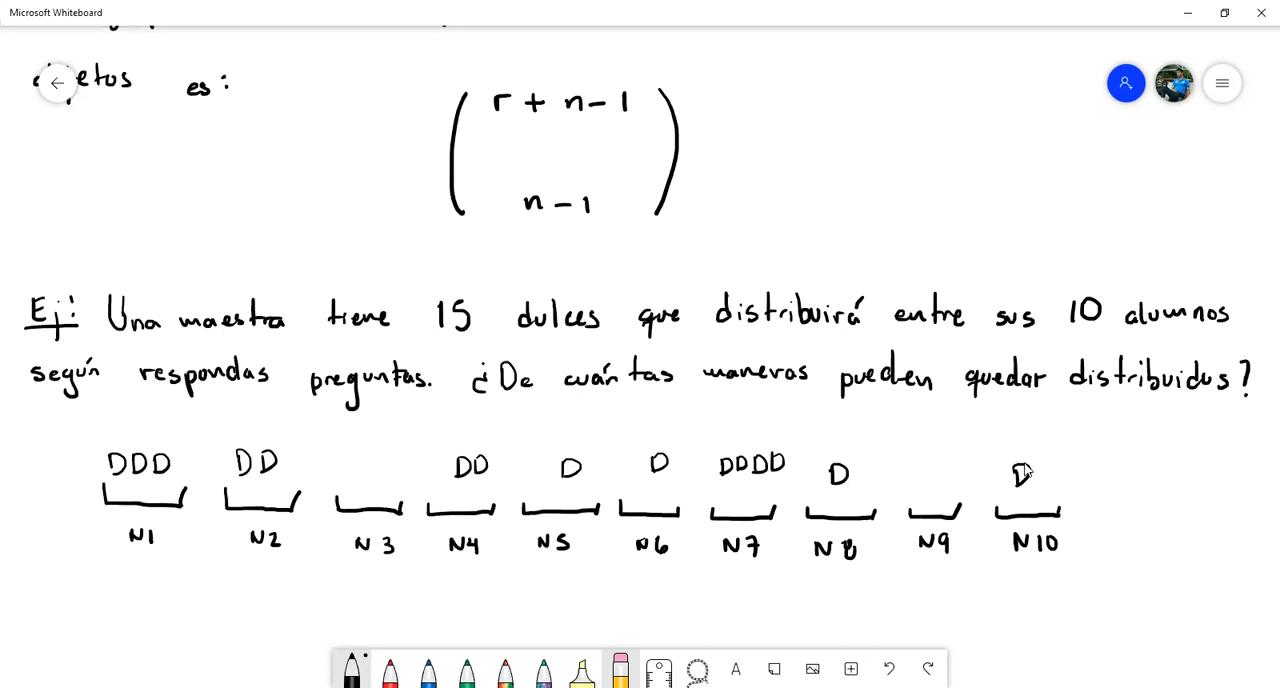 Microsoft Whiteboard
objetos es:
( r + n - 1
n - 1 )
Ej: Una maestra tiene 15 dulces que distribuirá entre sus 10 alumnos
según respondas preguntas. ¿De cuántas maneras pueden quedar distribuidos?
DDD DD DD D D DDDD D D
N1 N2 N3 N4 N5 N6 N7 N8 N9 N10
A